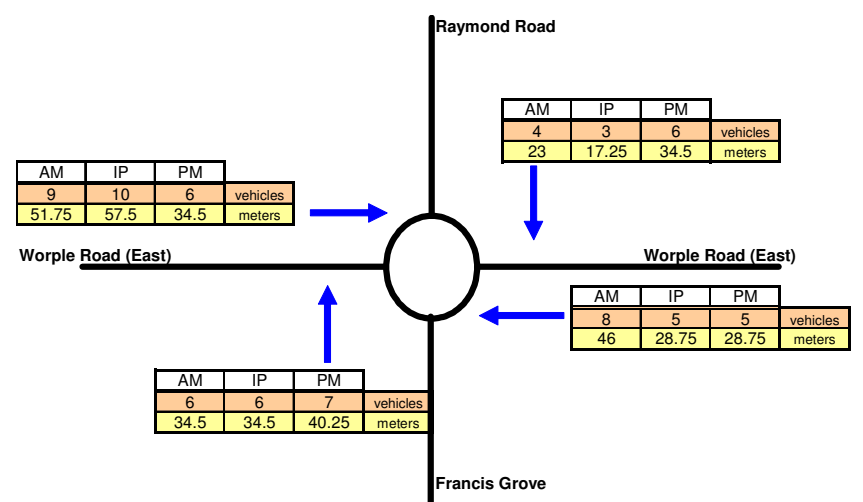 Raymond Road
AM IP PM
4 3 6 vehicles
23 17.25 34.5 meters
AM IP PM
9 10 6 vehicles
51.75 57.5 34.5 meters
Worple Road (East)
Worple Road (East)
AM IP PM
8 5 5 vehicles
46 28.75 28.75 meters
AM IP PM
6 6 7 vehicles
34.5 34.5 40.25 meters
Francis Grove